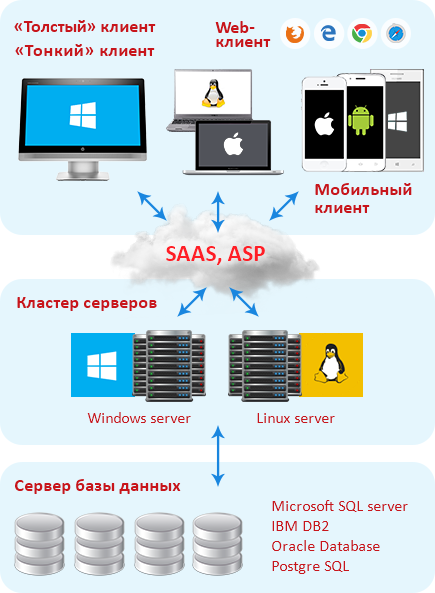 «Толстый» клиент
«Тонкий» клиент
Web-
клиент
Мобильный
клиент
SAAS, ASP
Кластер серверов
Windows server
Linux server
Сервер базы данных
Microsoft SQL server
IBM DB2
Oracle Database
Postgre SQL